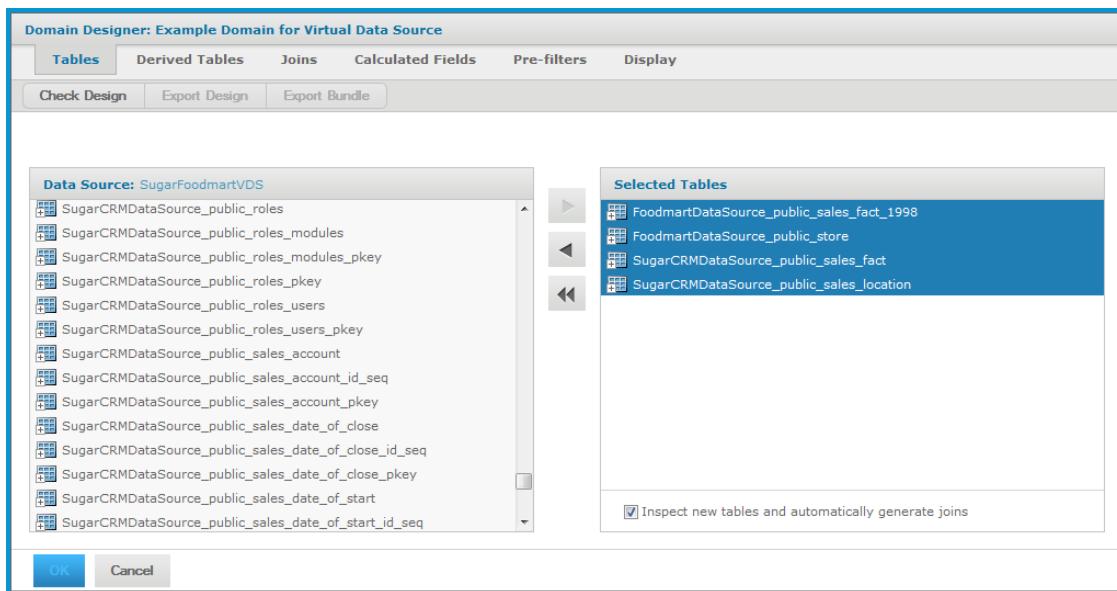 Domain Designer: Example Domain for Virtual Data Source
Tables Derived Tables Joins Calculated Fields Pre-filters Display
Check Design Export Design Export Bundle
Data Source: SugarFoodmartVDS
SugarCRMDataSource_public_roles
SugarCRMDataSource_public_roles_modules
SugarCRMDataSource_public_roles_modules_pkey
SugarCRMDataSource_public_roles_pkey
SugarCRMDataSource_public_roles_users
SugarCRMDataSource_public_roles_users_pkey
SugarCRMDataSource_public_sales_account
SugarCRMDataSource_public_sales_account_id_seq
SugarCRMDataSource_public_sales_account_pkey
SugarCRMDataSource_public_sales_date_of_close
SugarCRMDataSource_public_sales_date_of_close_id_seq
SugarCRMDataSource_public_sales_date_of_close_pkey
SugarCRMDataSource_public_sales_date_of_start
SugarCRMDataSource_public_sales_date_of_start_id_seq
Selected Tables
FoodmartDataSource_public_sales_fact_1998
FoodmartDataSource_public_store
SugarCRMDataSource_public_sales_fact
SugarCRMDataSource_public_sales_location
Inspect new tables and automatically generate joins
OK Cancel